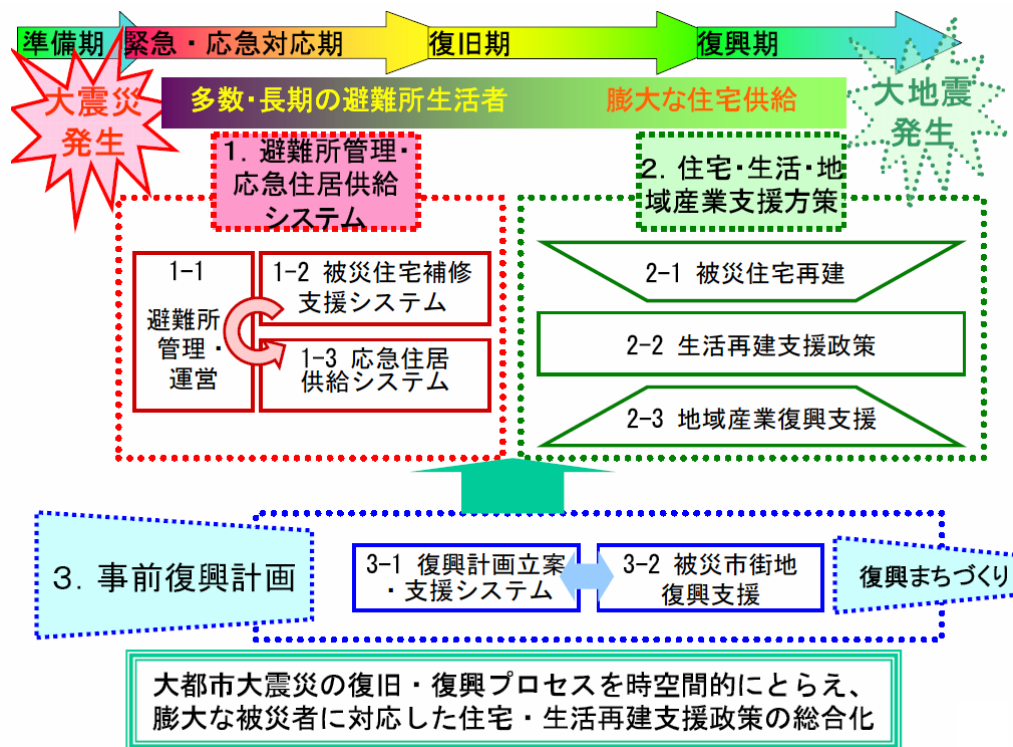 準備期
緊急・応急対応期
復旧期
復興期
大震災
発生
多数・長期の避難所生活者
膨大な住宅供給
大地震
発生
1. 避難所管理・
応急住居供給
システム
2. 住宅・生活・地
域産業支援方策
1-1
避難所
管理・
運営
1-2 被災住宅補修
支援システム
1-3 応急住居
供給システム
2-1 被災住宅再建
2-2 生活再建支援政策
2-3 地域産業復興支援
3. 事前復興計画
3-1 復興計画立案
・支援システム
3-2 被災市街地
復興支援
復興まちづくり
大都市大震災の復旧・復興プロセスを時空間的にとらえ、
膨大な被災者に対応した住宅・生活再建支援政策の総合化